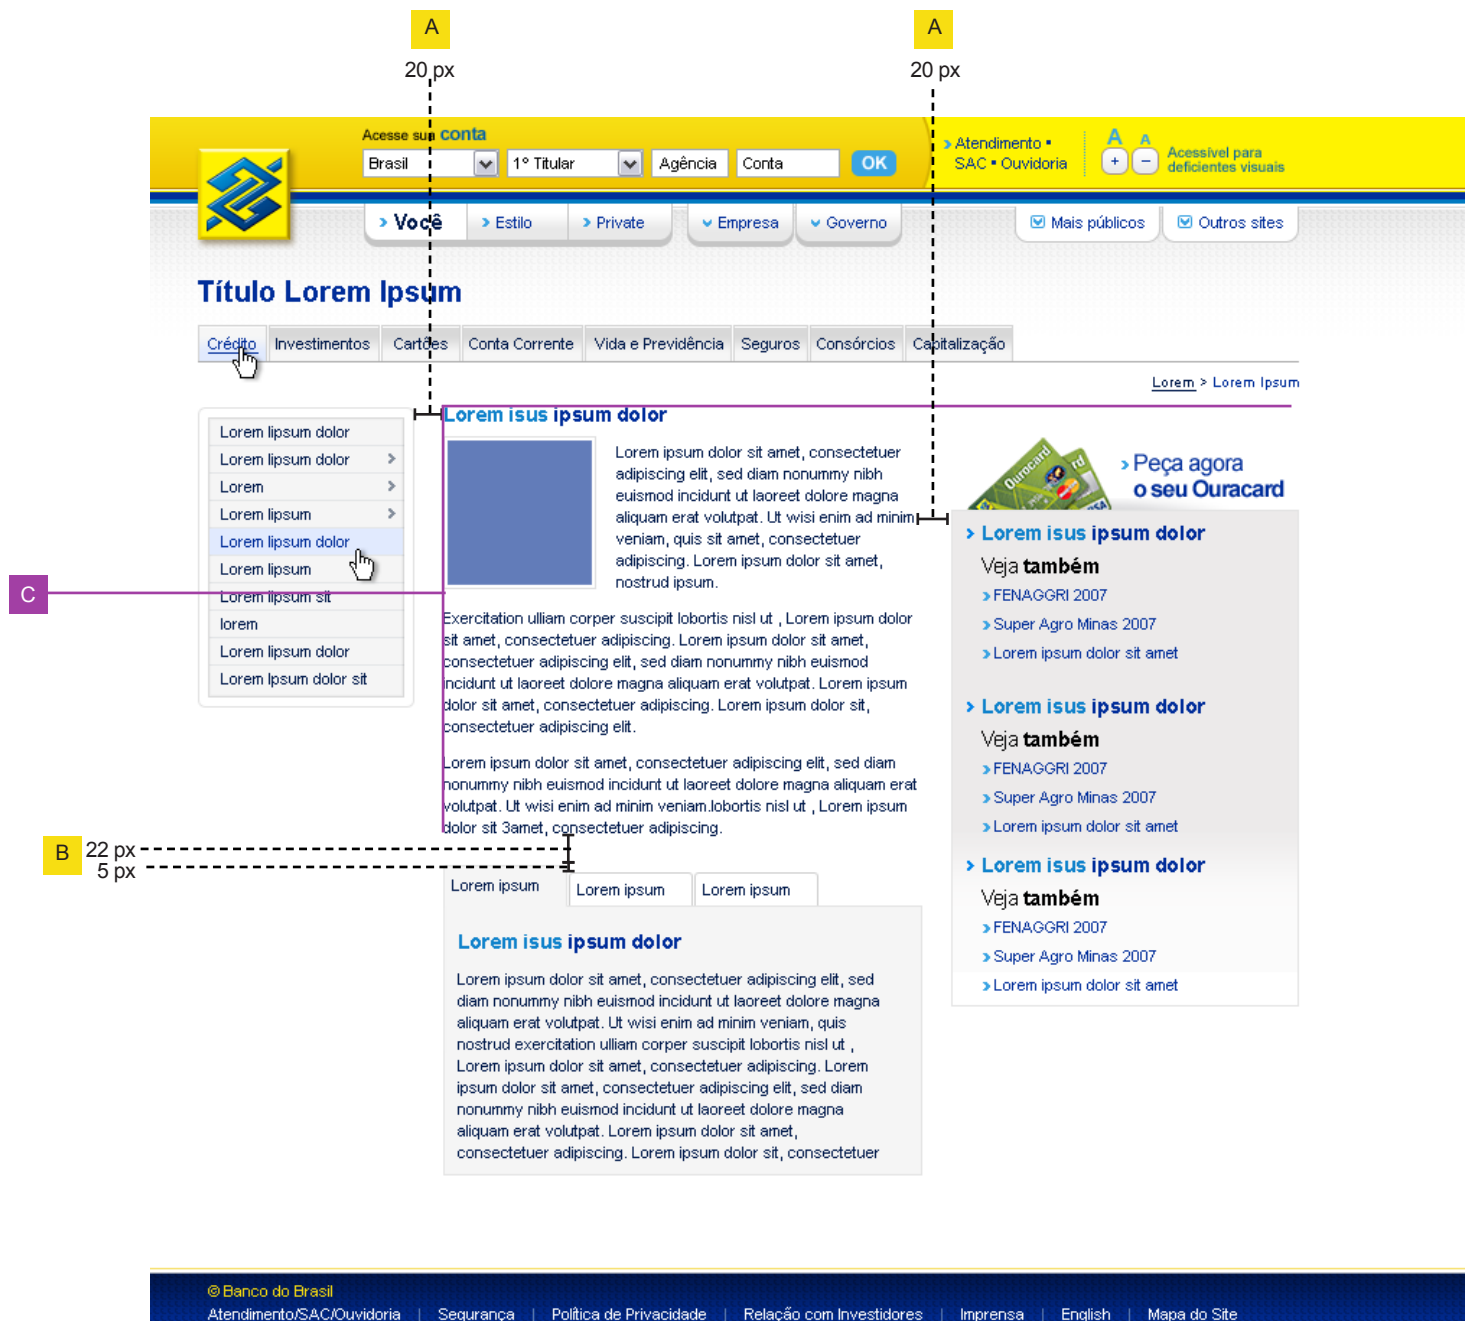 A
A
20 px
20 px
Acesse sua conta
Brasil
1º Titular
Agência
Conta
OK
Atendimento ▪
SAC ▪ Ouvidoria
A A
+ −
Acessível para
deficientes visuais
Você
Estilo
Private
Empresa
Governo
Mais públicos
Outros sites
Título Lorem Ipsum
Crédito
Investimentos
Cartões
Conta Corrente
Vida e Previdência
Seguros
Consórcios
Capitalização
Lorem > Lorem Ipsum
Lorem lipsum dolor
Lorem lipsum dolor
Lorem
Lorem lipsum
Lorem lipsum dolor
Lorem lipsum
Lorem lipsum sit
lorem
Lorem lipsum dolor
Lorem Ipsum dolor sit
C
Lorem isus ipsum dolor
Lorem ipsum dolor sit amet, consectetuer
adipiscing elit, sed diam nonummy nibh
euismod incidunt ut laoreet dolore magna
aliquam erat volutpat. Ut wisi enim ad minim
veniam, quis sit amet, consectetuer
adipiscing. Lorem ipsum dolor sit amet,
nostrud ipsum.
Exercitation ulliam corper suscipit lobortis nisl ut , Lorem ipsum dolor
sit amet, consectetuer adipiscing. Lorem ipsum dolor sit amet,
consectetuer adipiscing elit, sed diam nonummy nibh euismod
incidunt ut laoreet dolore magna aliquam erat volutpat. Lorem ipsum
dolor sit amet, consectetuer adipiscing. Lorem ipsum dolor sit,
consectetuer adipiscing elit.
Lorem ipsum dolor sit amet, consectetuer adipiscing elit, sed diam
nonummy nibh euismod incidunt ut laoreet dolore magna aliquam erat
volutpat. Ut wisi enim ad minim veniam.lobortis nisl ut , Lorem ipsum
dolor sit 3amet, consectetuer adipiscing.
B
22 px
5 px
Lorem ipsum
Lorem ipsum
Lorem ipsum
Lorem isus ipsum dolor
Lorem ipsum dolor sit amet, consectetuer adipiscing elit, sed
diam nonummy nibh euismod incidunt ut laoreet dolore magna
aliquam erat volutpat. Ut wisi enim ad minim veniam, quis
nostrud exercitation ulliam corper suscipit lobortis nisl ut ,
Lorem ipsum dolor sit amet, consectetuer adipiscing. Lorem
ipsum dolor sit amet, consectetuer adipiscing elit, sed diam
nonummy nibh euismod incidunt ut laoreet dolore magna
aliquam erat volutpat. Lorem ipsum dolor sit amet,
consectetuer adipiscing. Lorem ipsum dolor sit, consectetuer
Ourocard
Peça agora
o seu Ouracard
Lorem isus ipsum dolor
Veja também
FENAGGRI 2007
Super Agro Minas 2007
Lorem ipsum dolor sit amet
Lorem isus ipsum dolor
Veja também
FENAGGRI 2007
Super Agro Minas 2007
Lorem ipsum dolor sit amet
Lorem isus ipsum dolor
Veja também
FENAGGRI 2007
Super Agro Minas 2007
Lorem ipsum dolor sit amet
© Banco do Brasil
Atendimento/SAC/Ouvidoria | Segurança | Política de Privacidade | Relação com Investidores | Imprensa | English | Mapa do Site